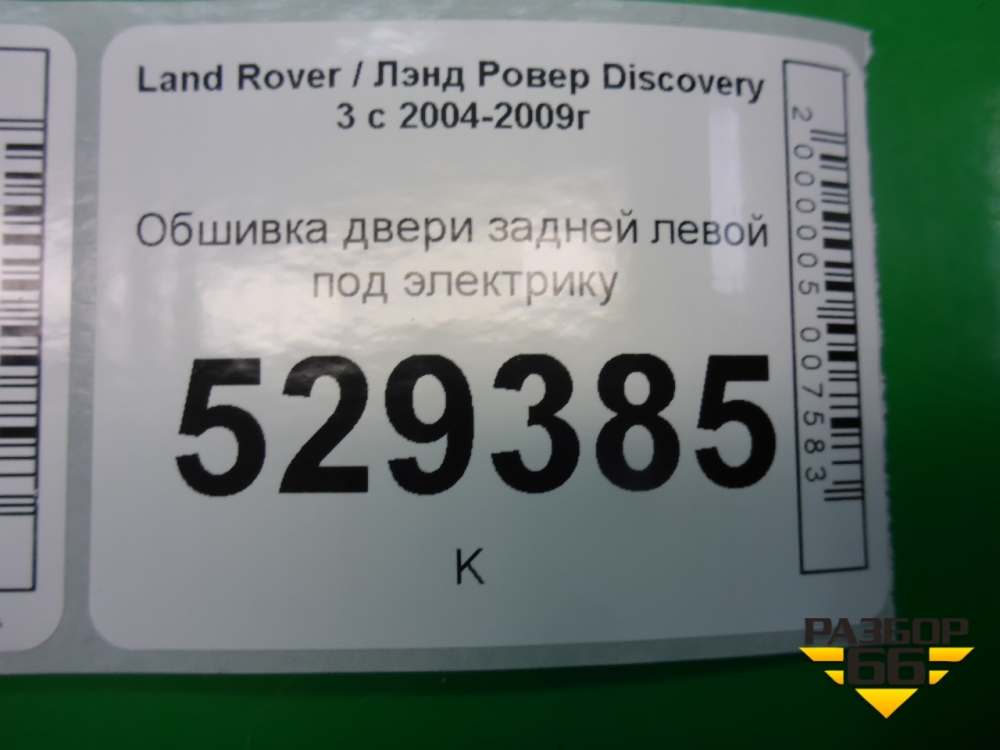 Land Rover / Лэнд Ровер Discovery
3 с 2004-2009г
Обшивка двери задней левой
под электрику
529385
К
2000005007583
РАЗБОР
66